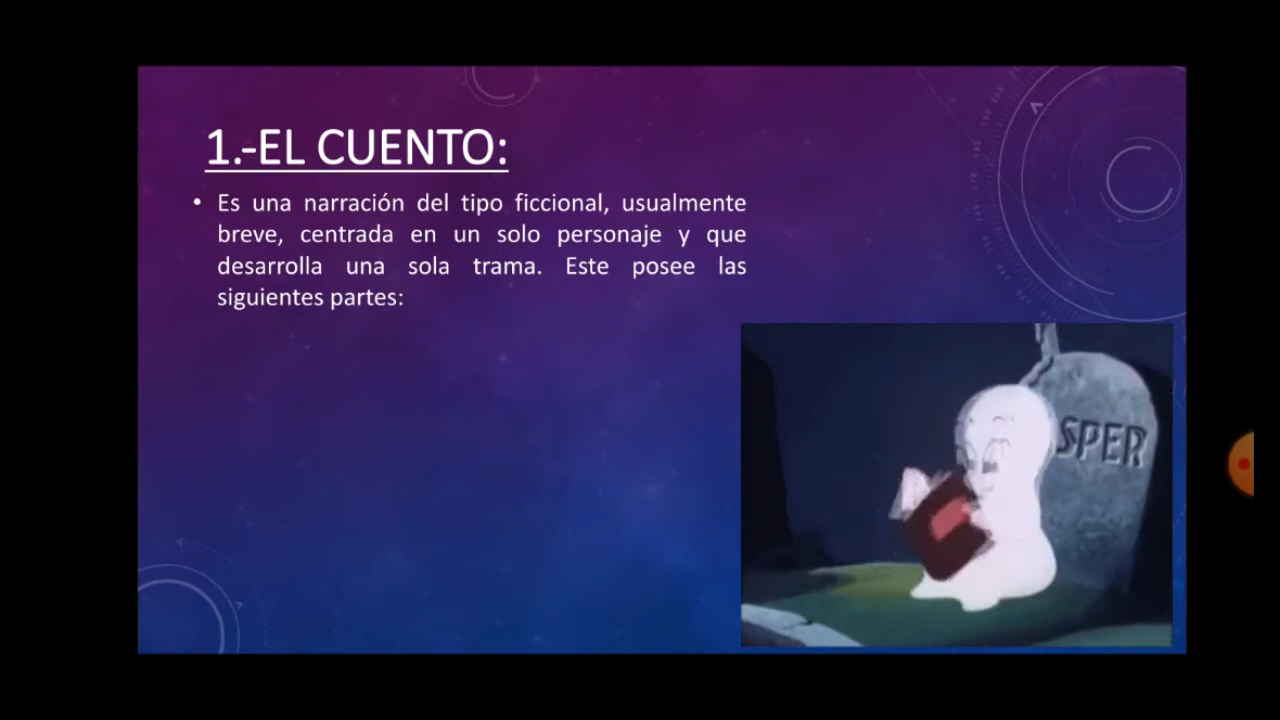 1.-EL CUENTO:
• Es una narración del tipo ficcional, usualmente
breve, centrada en un solo personaje y que
desarrolla una sola trama. Este posee las
siguientes partes:
SPER